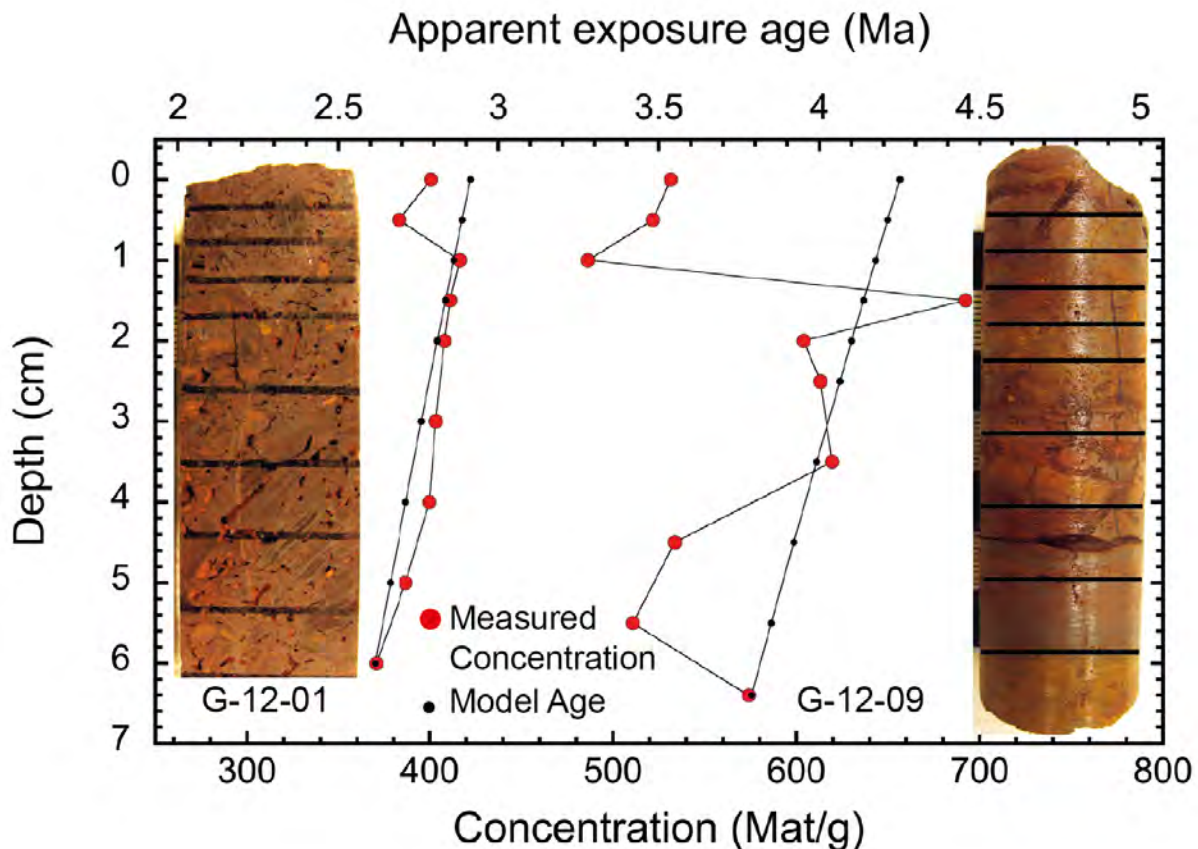 Apparent exposure age (Ma)
2 2.5 3 3.5 4 4.5 5
0
1
2
3
4
5
6
7
Depth (cm)
Measured
Concentration
Model Age
G-12-01
G-12-09
300 400 500 600 700 800
Concentration (Mat/g)